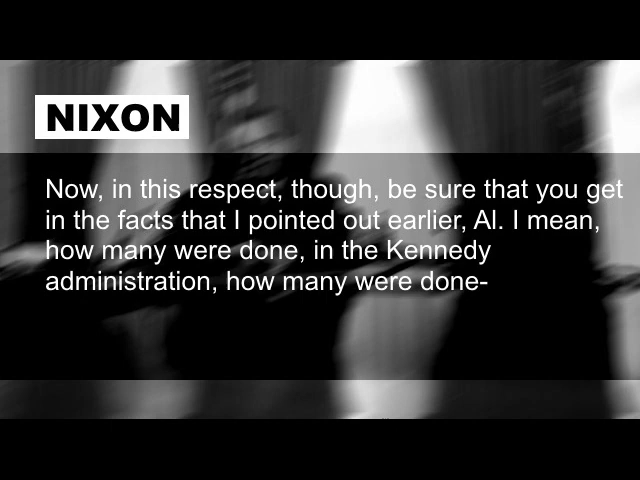 NIXON
Now, in this respect, though, be sure that you get
in the facts that I pointed out earlier, Al. I mean,
how many were done, in the Kennedy
administration, how many were done-